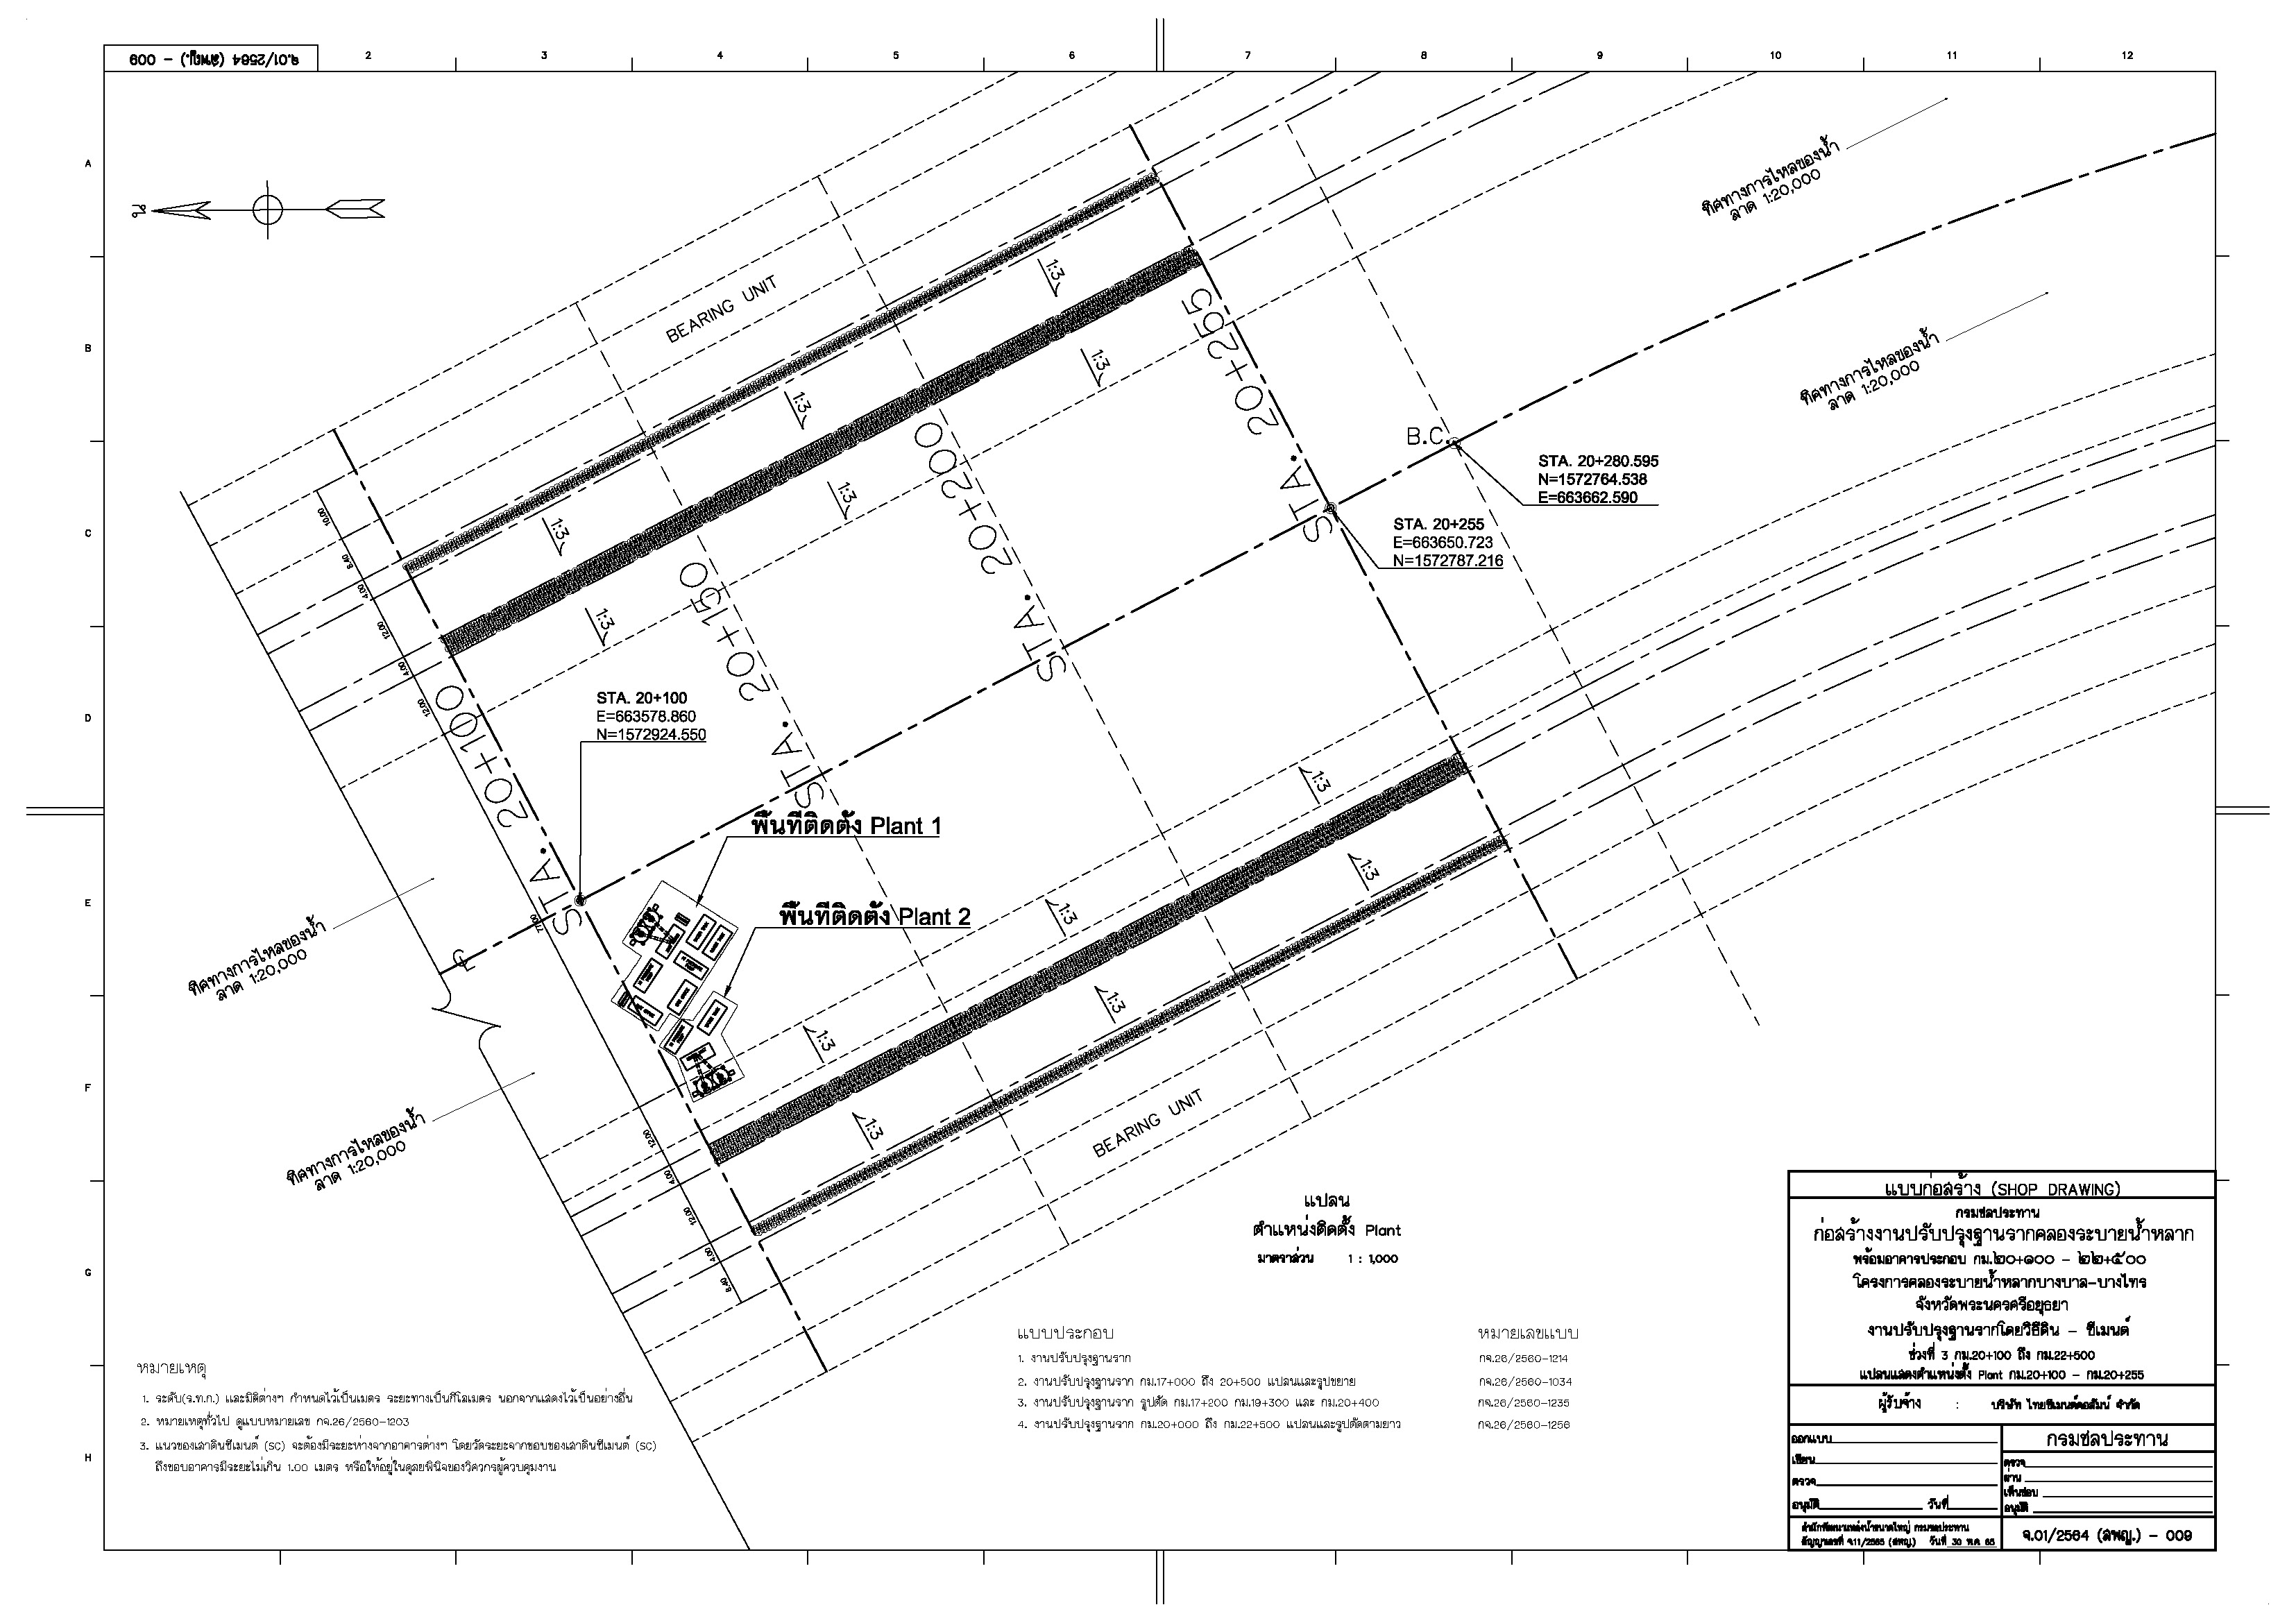 จ.01/2564 (สพญ.) - 009
2 3 4 5 6 7 8 9 10 11 12
A
B
C
D
E
F
G
H
น
BEARING UNIT
1:3
1:3
1:3
1:3
1:3
1:3
1:3
ทิศทางการไหลของน้ำ
ลาด 1:20,000
ทิศทางการไหลของน้ำ
ลาด 1:20,000
STA. 20+255
STA. 20+200
STA. 20+150
STA. 20+100
B.C.
STA. 20+280.595
N=1572764.538
E=663662.590
STA. 20+255
E=663650.723
N=1572787.216
STA. 20+100
E=663578.860
N=1572924.550
10.00
8.40
4.00
12.00
4.00
12.00
พื้นที่ติดตั้ง Plant 1
พื้นที่ติดตั้ง Plant 2
ทิศทางการไหลของน้ำ
ลาด 1:20,000
ทิศทางการไหลของน้ำ
ลาด 1:20,000
1:3
1:3
1:3
1:3
1:3
1:3
12.00
4.00
12.00
4.00
8.40
BEARING UNIT
แปลน
ตำแหน่งติดตั้ง Plant
มาตราส่วน 1 : 1,000
หมายเหตุ
1. ระดับ(ร.ท.ก.) และมิติต่างๆ กำหนดไว้เป็นเมตร ระยะทางเป็นกิโลเมตร นอกจากแสดงไว้เป็นอย่างอื่น
2. หมายเหตุทั่วไป ดูแบบหมายเลข กจ.26/2560-1203
3. แนวของเสาดินซีเมนต์ (SC) จะต้องมีระยะห่างจากอาคารต่างๆ โดยวัดระยะจากขอบของเสาดินซีเมนต์ (SC)
ถึงขอบอาคารมีระยะไม่เกิน 1.00 เมตร หรือให้อยู่ในดุลยพินิจของวิศวกรผู้ควบคุมงาน
แบบประกอบ หมายเลขแบบ
1. งานปรับปรุงฐานราก กจ.26/2560-1214
2. งานปรับปรุงฐานราก กม.17+000 ถึง 20+500 แปลนและรูปขยาย กจ.26/2560-1034
3. งานปรับปรุงฐานราก รูปตัด กม.17+200 กม.19+300 และ กม.20+400 กจ.26/2560-1235
4. งานปรับปรุงฐานราก กม.20+000 ถึง กม.22+500 แปลนและรูปตัดตามยาว กจ.26/2560-1256
แบบก่อสร้าง (SHOP DRAWING)
กรมชลประทาน
ก่อสร้างงานปรับปรุงฐานรากคลองระบายน้ำหลาก
พร้อมอาคารประกอบ กม.๒๐+๑๐๐ - ๒๒+๕๐๐
โครงการคลองระบายน้ำหลากบางบาล-บางไทร
จังหวัดพระนครศรีอยุธยา
งานปรับปรุงฐานรากโดยวิธีดิน - ซีเมนต์
ช่วงที่ 3 กม.20+100 ถึง กม.22+500
แปลนแสดงตำแหน่งตั้ง Plant กม.20+100 - กม.20+255
ผู้รับจ้าง : บริษัท ไทยซีเมนต์คอลัมน์ จำกัด
ออกแบบ
เขียน
ตรวจ
อนุมัติ วันที่
กรมชลประทาน
ตรวจ
ผ่าน
เห็นชอบ
อนุมัติ
สำนักพัฒนาแหล่งน้ำขนาดใหญ่ กรมชลประทาน
สัญญาเลขที่ จ.11/2565 (สพญ.) วันที่ 30 พ.ค. 65
จ.01/2564 (สพญ.) - 009